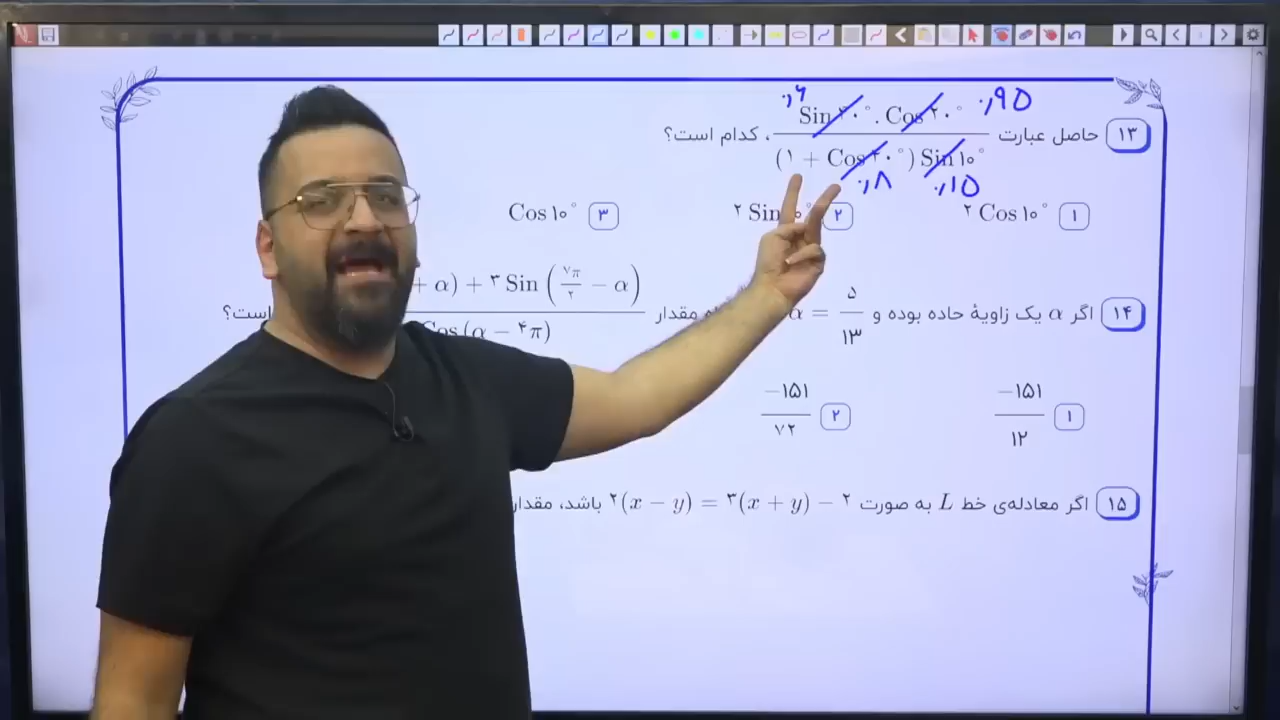 ۰٫۶ ۰٫۹۵
۱۳ حاصل عبارت Sin ۴۰° . Cos ۲۰° / (۱ + Cos ۴۰°) Sin ۱۰° ، کدام است؟
۰٫۸ ۰٫۱۵
۱ ۲ Cos ۱۰° ۲ ۲ Sin ۳ Cos ۱۰°
۱۴ اگر α یک زاویهٔ حاده بوده و α = ۵/۱۳ مقدار + α) + ۳ Sin (۷π/۲ − α) / Cos (α − ۴π) است؟
۱ −۱۵۱/۱۲ ۲ −۱۵۱/۷۲
۱۵ اگر معادله‌ی خط L به صورت ۲(x − y) = ۳(x + y) − ۲ باشد، مقدار